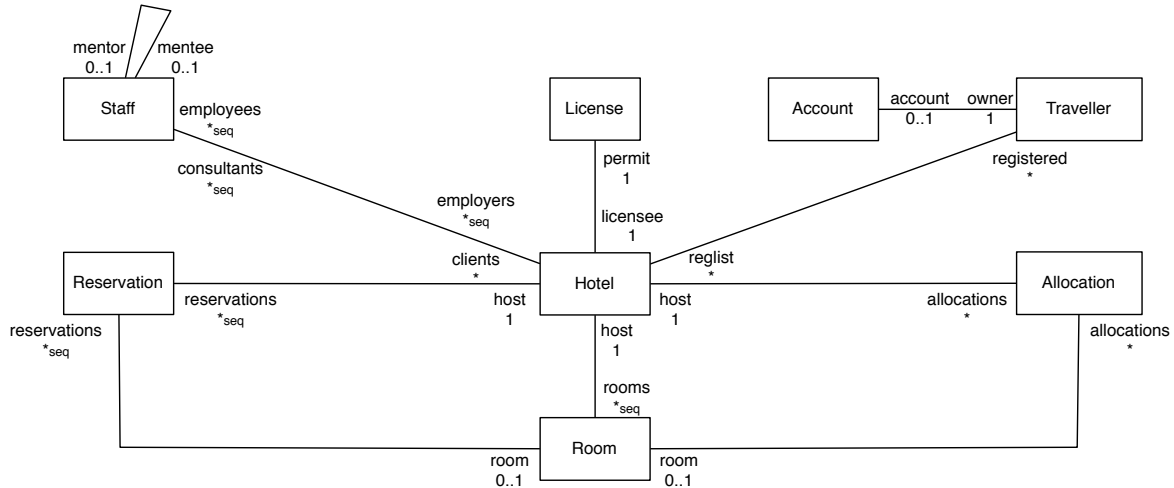 mentor mentee
0..1 0..1
Staff
License
Account
account owner
0..1 1
Traveller
employees
*seq
consultants
*seq
permit
1
registered
*
employers
*seq
licensee
1
clients
*
reglist
*
Reservation
Hotel
Allocation
reservations
*seq
host
1
host
1
allocations
*
reservations
*seq
host
1
allocations
*
rooms
*seq
Room
room
0..1
room
0..1